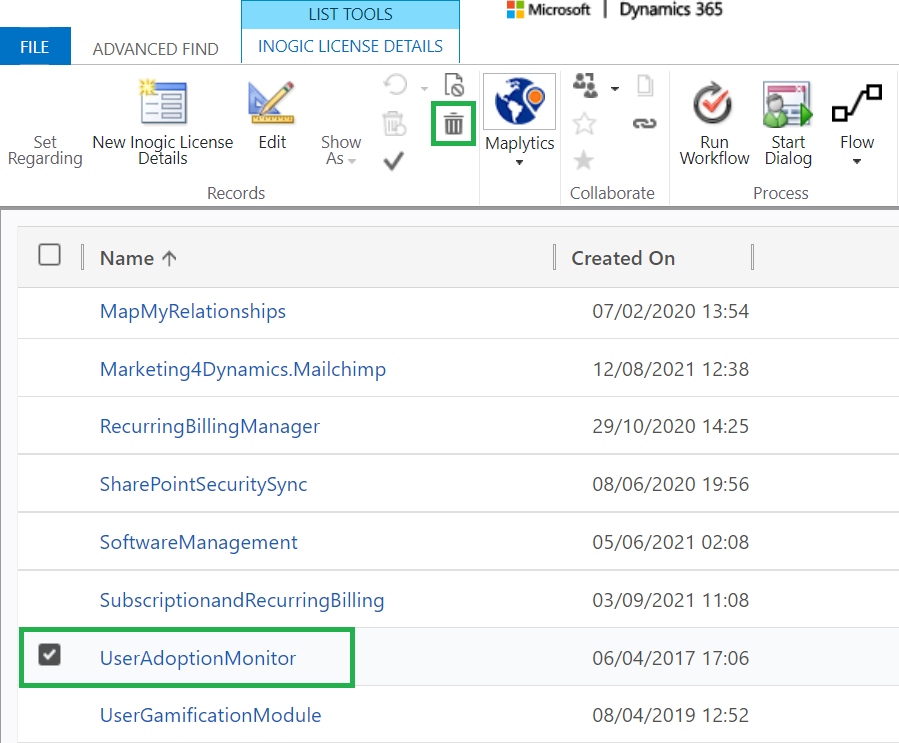 LIST TOOLS
Microsoft | Dynamics 365
FILE
ADVANCED FIND
INOGIC LICENSE DETAILS
Set
Regarding
New Inogic License
Details
Edit
Show
As
Maplytics
Run
Workflow
Start
Dialog
Flow
Records
Collaborate
Process
Name
Created On
MapMyRelationships 07/02/2020 13:54
Marketing4Dynamics.Mailchimp 12/08/2021 12:38
RecurringBillingManager 29/10/2020 14:25
SharePointSecuritySync 08/06/2020 19:56
SoftwareManagement 05/06/2021 02:08
SubscriptionandRecurringBilling 03/09/2021 11:08
UserAdoptionMonitor 06/04/2017 17:06
UserGamificationModule 08/04/2019 12:52